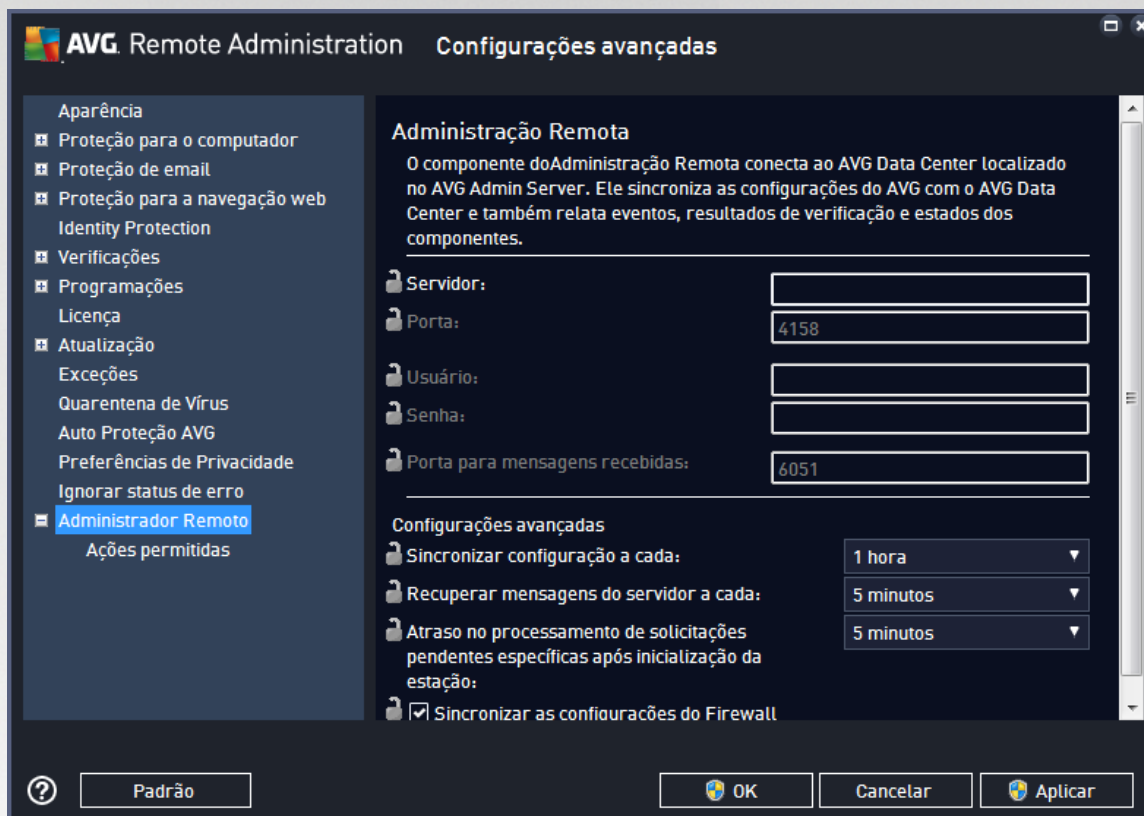 AVG. Remote Administration Configurações avançadas
Aparência
Proteção para o computador
Proteção de email
Proteção para a navegação web
Identity Protection
Verificações
Programações
Licença
Atualização
Exceções
Quarentena de Vírus
Auto Proteção AVG
Preferências de Privacidade
Ignorar status de erro
Administrador Remoto
Ações permitidas
Administração Remota
O componente doAdministração Remota conecta ao AVG Data Center localizado
no AVG Admin Server. Ele sincroniza as configurações do AVG com o AVG Data
Center e também relata eventos, resultados de verificação e estados dos
componentes.
Servidor:
Porta: 4158
Usuário:
Senha:
Porta para mensagens recebidas: 6051
Configurações avançadas
Sincronizar configuração a cada: 1 hora
Recuperar mensagens do servidor a cada: 5 minutos
Atraso no processamento de solicitações 5 minutos
pendentes específicas após inicialização da
estação:
Sincronizar as configurações do Firewall
? Padrão OK Cancelar Aplicar